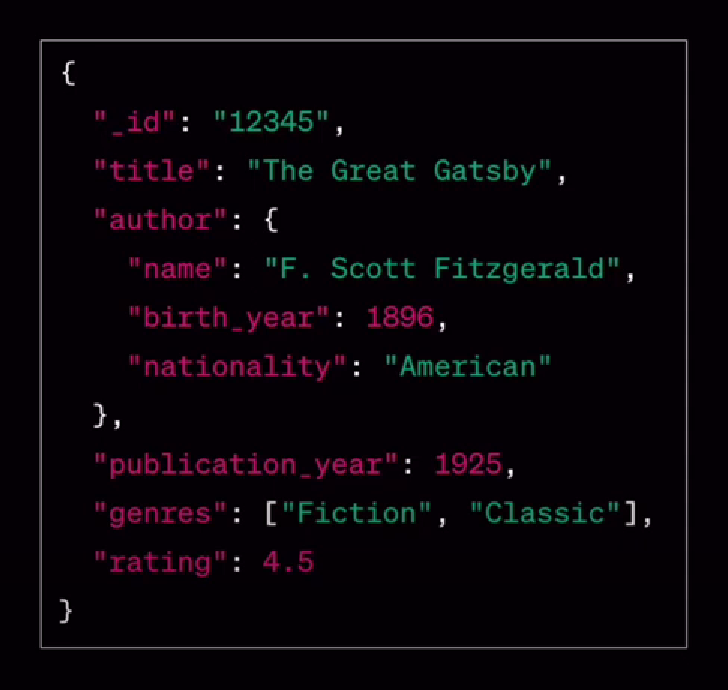 {
  "_id": "12345",
  "title": "The Great Gatsby",
  "author": {
    "name": "F. Scott Fitzgerald",
    "birth_year": 1896,
    "nationality": "American"
  },
  "publication_year": 1925,
  "genres": ["Fiction", "Classic"],
  "rating": 4.5
}